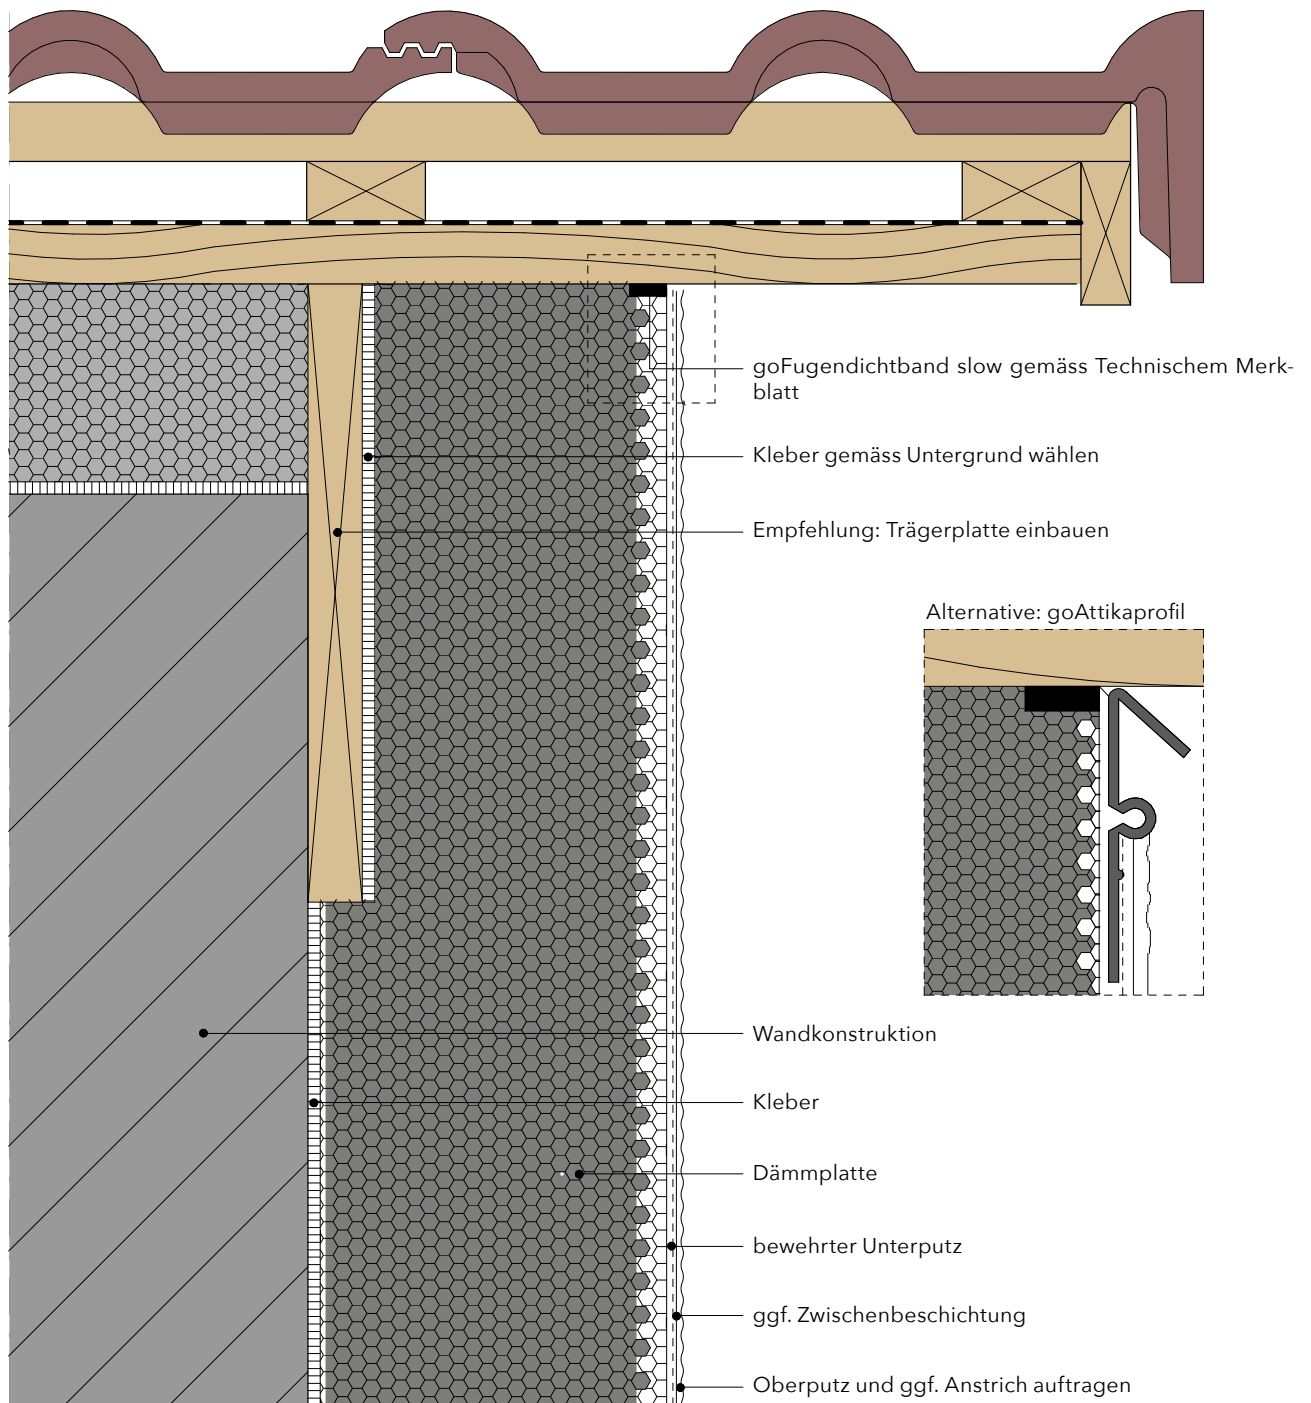 goFugendichtband slow gemäss Technischem Merk-
blatt
Kleber gemäss Untergrund wählen
Empfehlung: Trägerplatte einbauen
Alternative: goAttikaprofil
Wandkonstruktion
Kleber
Dämmplatte
bewehrter Unterputz
ggf. Zwischenbeschichtung
Oberputz und ggf. Anstrich auftragen